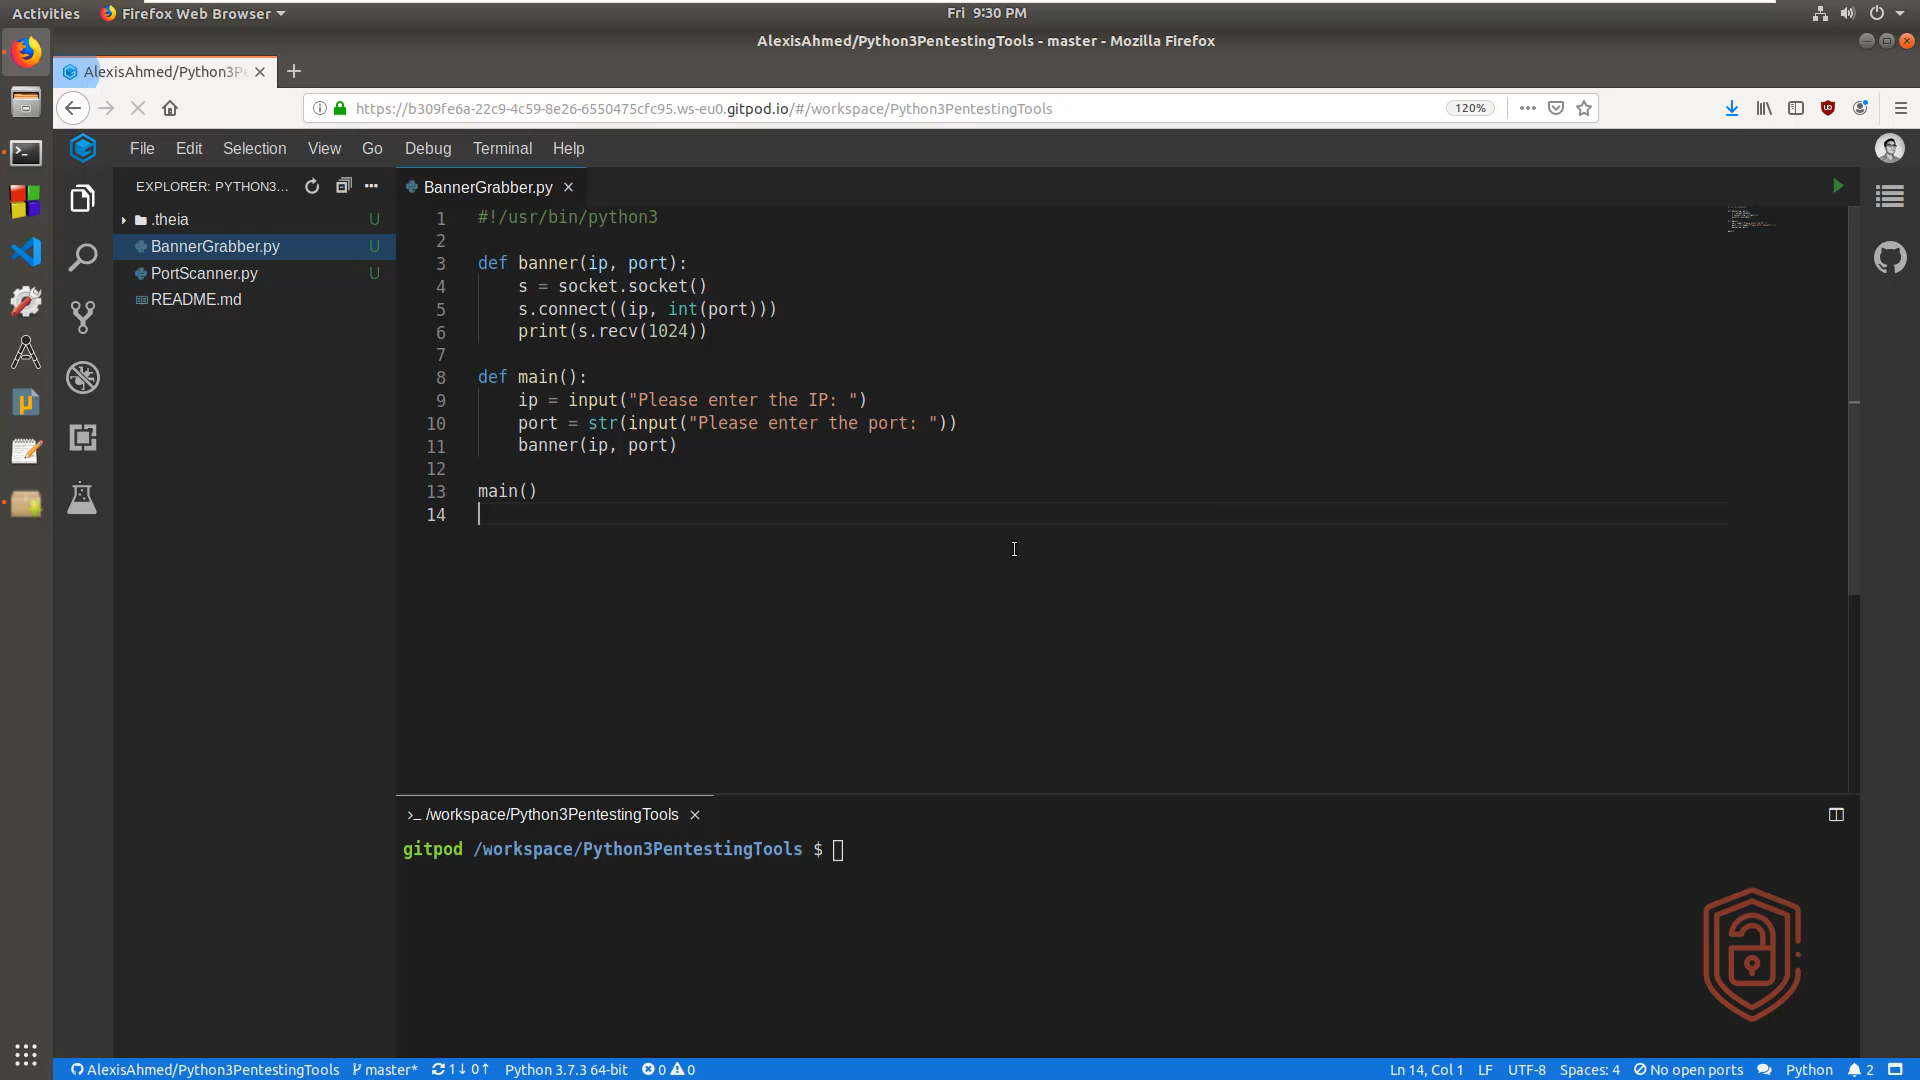 Activities Firefox Web Browser Fri 9:30 PM
AlexisAhmed/Python3PentestingTools - master - Mozilla Firefox
AlexisAhmed/Python3Pe
https://b309fe6a-22c9-4c59-8e26-6550475cfc95.ws-eu0.gitpod.io/#/workspace/Python3PentestingTools 120%
File Edit Selection View Go Debug Terminal Help
EXPLORER: PYTHON3... BannerGrabber.py
.theia U
BannerGrabber.py U
PortScanner.py U
README.md
1 #!/usr/bin/python3
2
3 def banner(ip, port):
4 s = socket.socket()
5 s.connect((ip, int(port)))
6 print(s.recv(1024))
7
8 def main():
9 ip = input("Please enter the IP: ")
10 port = str(input("Please enter the port: "))
11 banner(ip, port)
12
13 main()
14
>_ /workspace/Python3PentestingTools
gitpod /workspace/Python3PentestingTools $
AlexisAhmed/Python3PentestingTools master* 1↓ 0↑ Python 3.7.3 64-bit 0 0 Ln 14, Col 1 LF UTF-8 Spaces: 4 No open ports Python 2